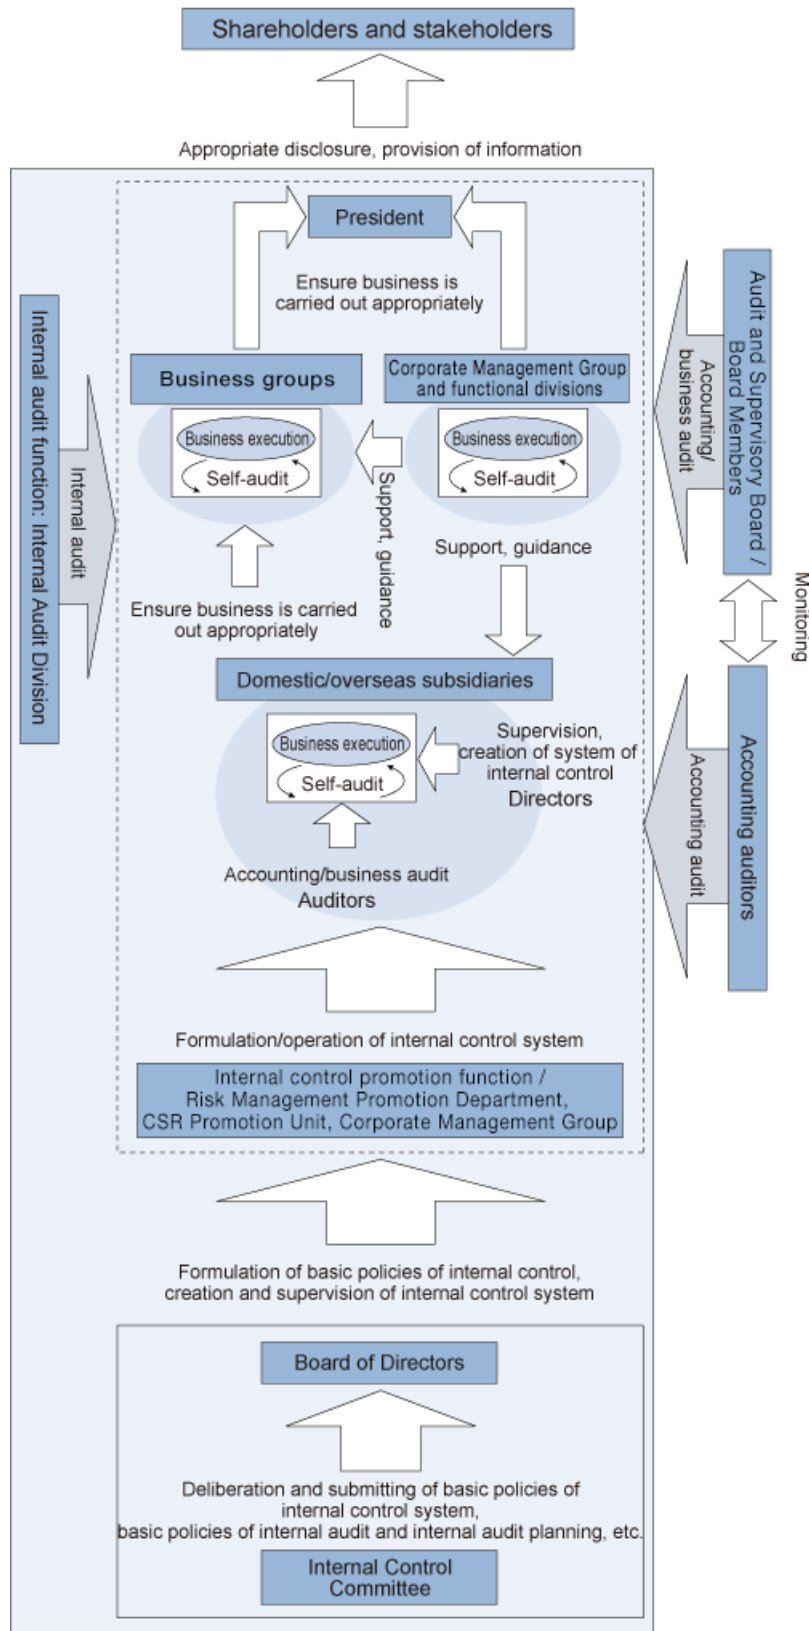 Shareholders and stakeholders
Appropriate disclosure, provision of information
President
Ensure business is
carried out appropriately
Internal audit function: Internal Audit Division
Internal audit
Business groups
Business execution
Self-audit
Corporate Management Group
and functional divisions
Business execution
Self-audit
Support, guidance
Support, guidance
Ensure business is carried
out appropriately
Audit and Supervisory Board /
Board Members
Accounting/
business audit
Monitoring
Accounting auditors
Accounting audit
Domestic/overseas subsidiaries
Business execution
Self-audit
Supervision,
creation of system of
internal control
Directors
Accounting/business audit
Auditors
Formulation/operation of internal control system
Internal control promotion function /
Risk Management Promotion Department,
CSR Promotion Unit, Corporate Management Group
Formulation of basic policies of internal control,
creation and supervision of internal control system
Board of Directors
Deliberation and submitting of basic policies of
internal control system,
basic policies of internal audit and internal audit planning, etc.
Internal Control
Committee